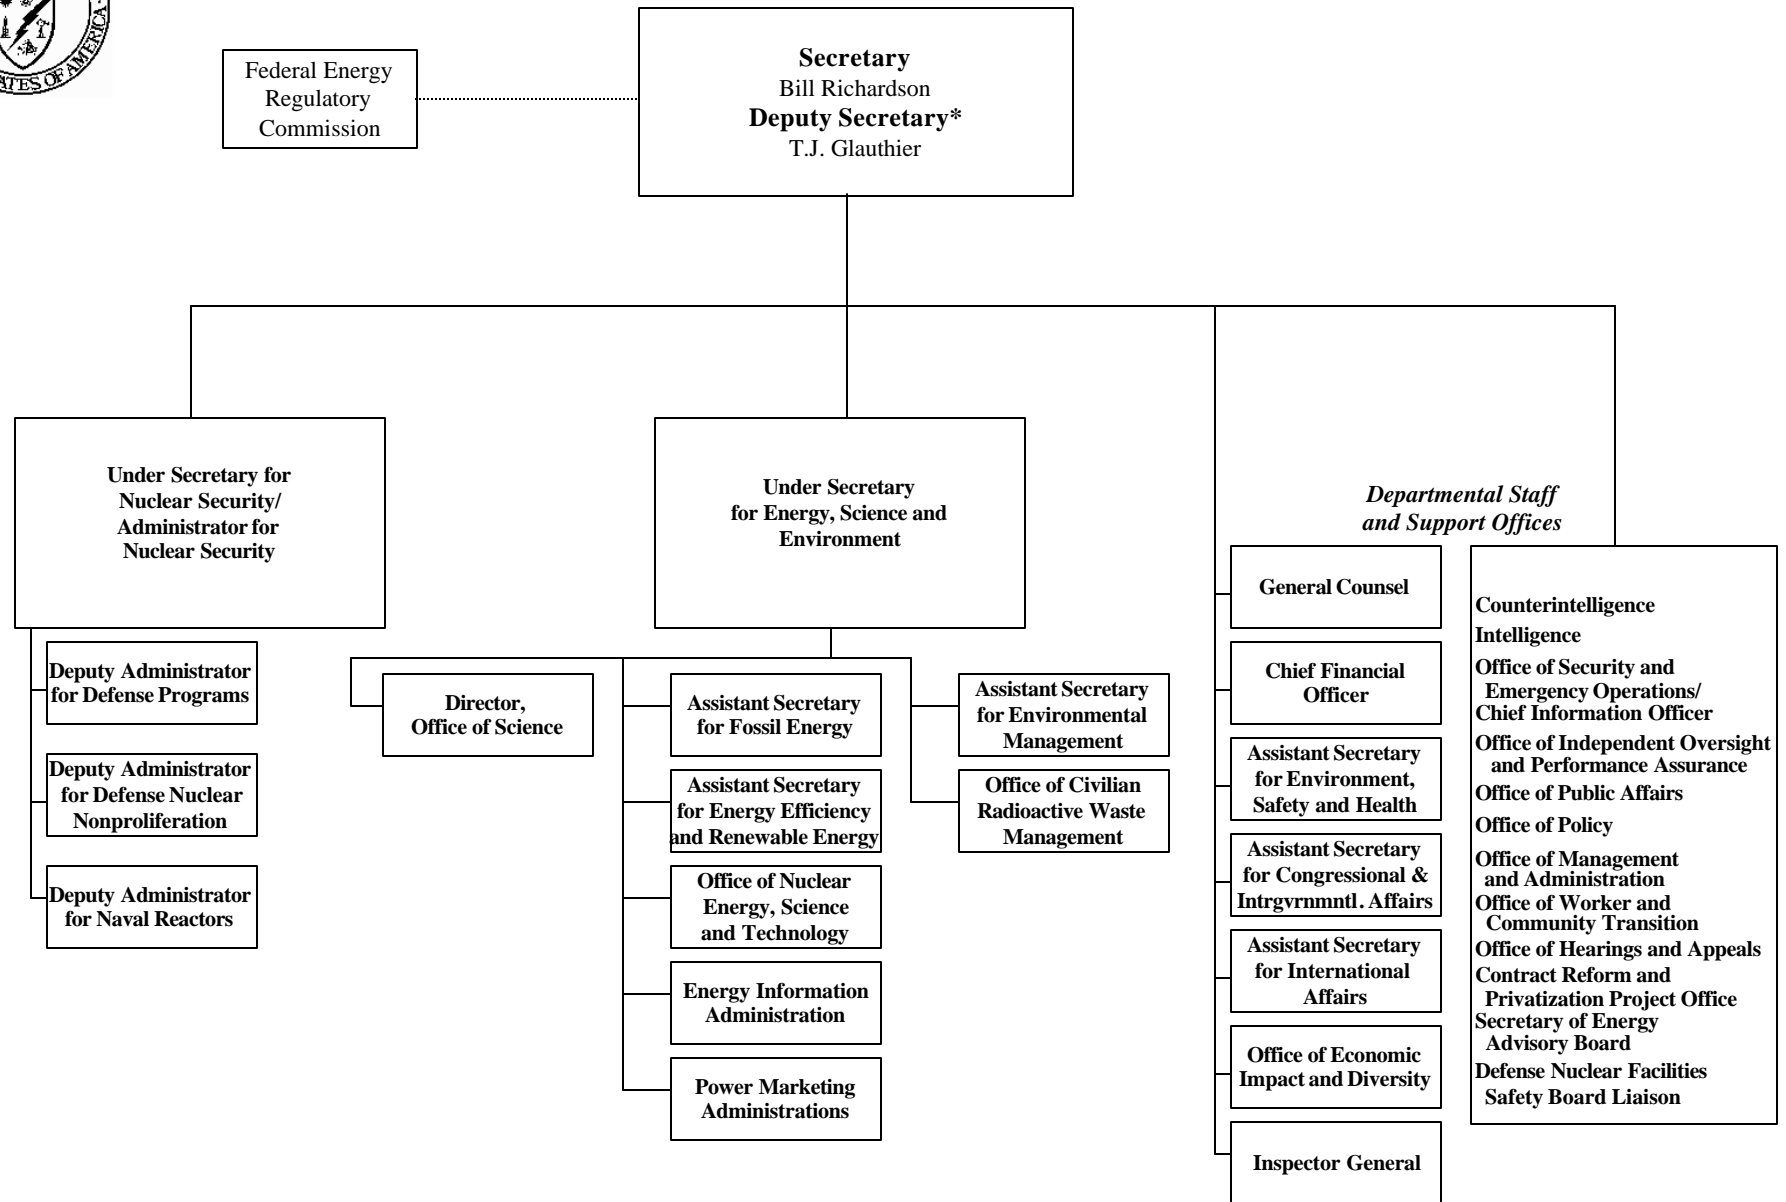 ATES OF AMERICA
Federal Energy
Regulatory
Commission
Secretary
Bill Richardson
Deputy Secretary*
T.J. Glauthier
Under Secretary for
Nuclear Security/
Administrator for
Nuclear Security
Deputy Administrator
for Defense Programs
Deputy Administrator
for Defense Nuclear
Nonproliferation
Deputy Administrator
for Naval Reactors
Under Secretary
for Energy, Science and
Environment
Director,
Office of Science
Assistant Secretary
for Fossil Energy
Assistant Secretary
for Energy Efficiency
and Renewable Energy
Office of Nuclear
Energy, Science
and Technology
Energy Information
Administration
Power Marketing
Administrations
Assistant Secretary
for Environmental
Management
Office of Civilian
Radioactive Waste
Management
Departmental Staff
and Support Offices
General Counsel
Chief Financial
Officer
Assistant Secretary
for Environment,
Safety and Health
Assistant Secretary
for Congressional &
Intrgvrnmntl. Affairs
Assistant Secretary
for International
Affairs
Office of Economic
Impact and Diversity
Inspector General
Counterintelligence
Intelligence
Office of Security and
Emergency Operations/
Chief Information Officer
Office of Independent Oversight
and Performance Assurance
Office of Public Affairs
Office of Policy
Office of Management
and Administration
Office of Worker and
Community Transition
Office of Hearings and Appeals
Contract Reform and
Privatization Project Office
Secretary of Energy
Advisory Board
Defense Nuclear Facilities
Safety Board Liaison